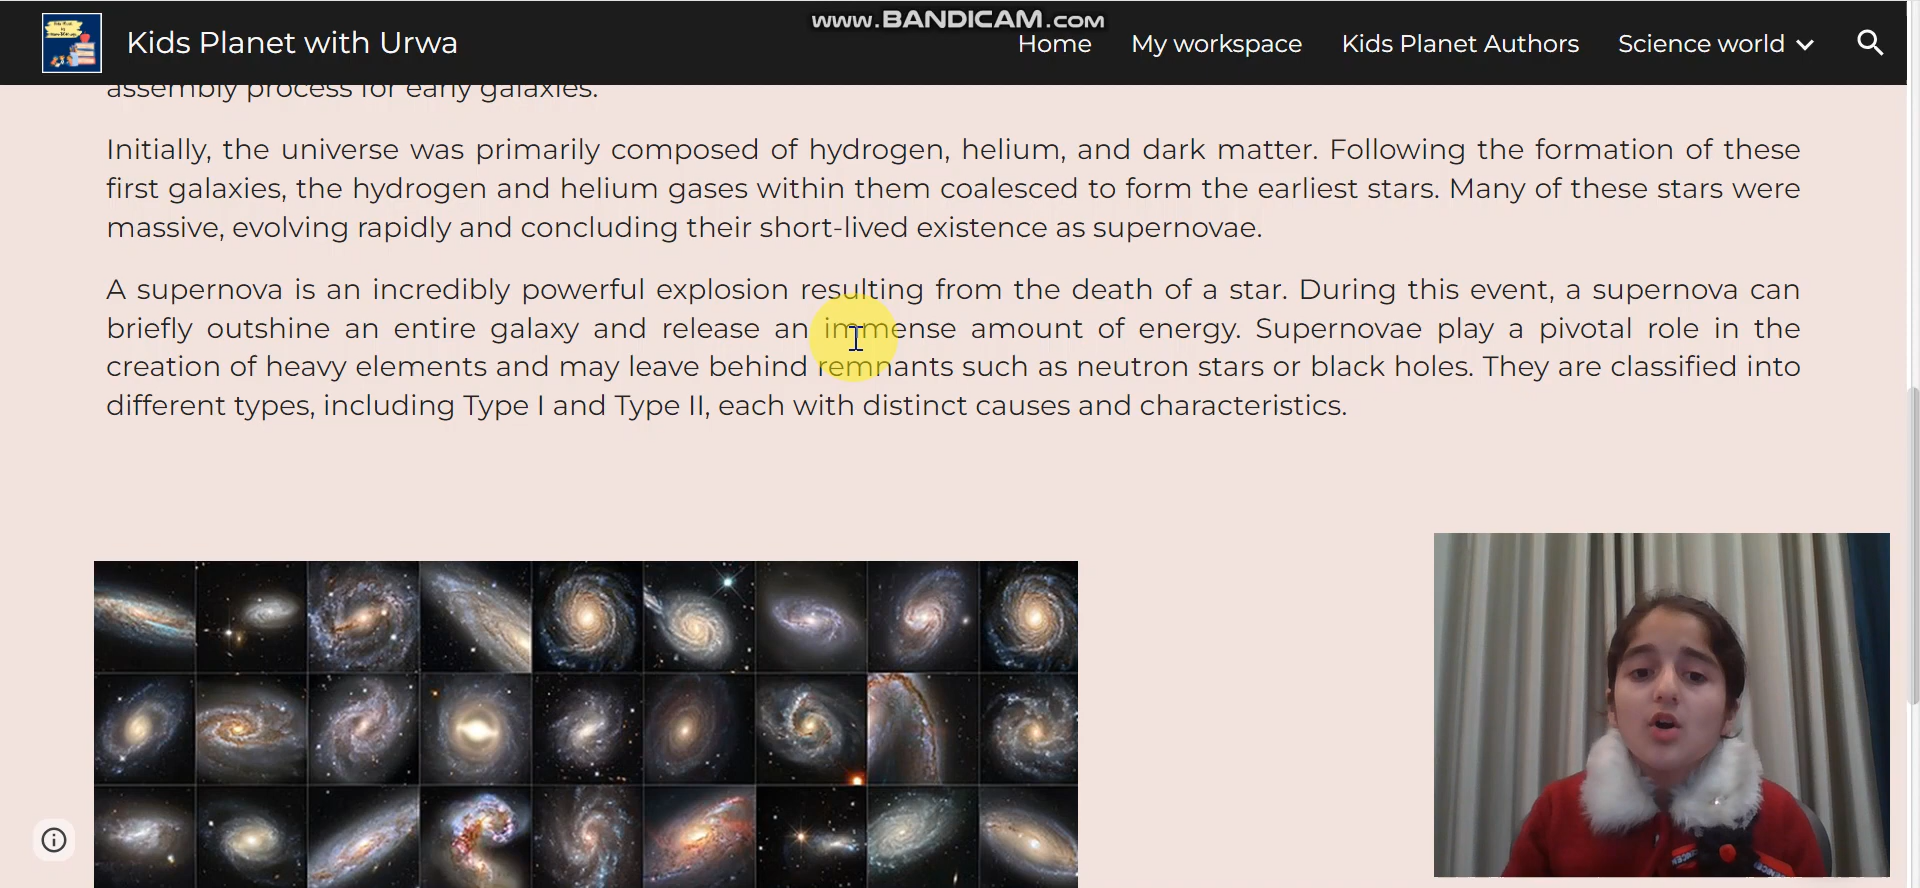 www.BANDICAM.com
Kids Planet with Urwa
Home My workspace Kids Planet Authors Science world
assembly process for early galaxies.
Initially, the universe was primarily composed of hydrogen, helium, and dark matter. Following the formation of these
first galaxies, the hydrogen and helium gases within them coalesced to form the earliest stars. Many of these stars were
massive, evolving rapidly and concluding their short-lived existence as supernovae.
A supernova is an incredibly powerful explosion resulting from the death of a star. During this event, a supernova can
briefly outshine an entire galaxy and release an immense amount of energy. Supernovae play a pivotal role in the
creation of heavy elements and may leave behind remnants such as neutron stars or black holes. They are classified into
different types, including Type I and Type II, each with distinct causes and characteristics.